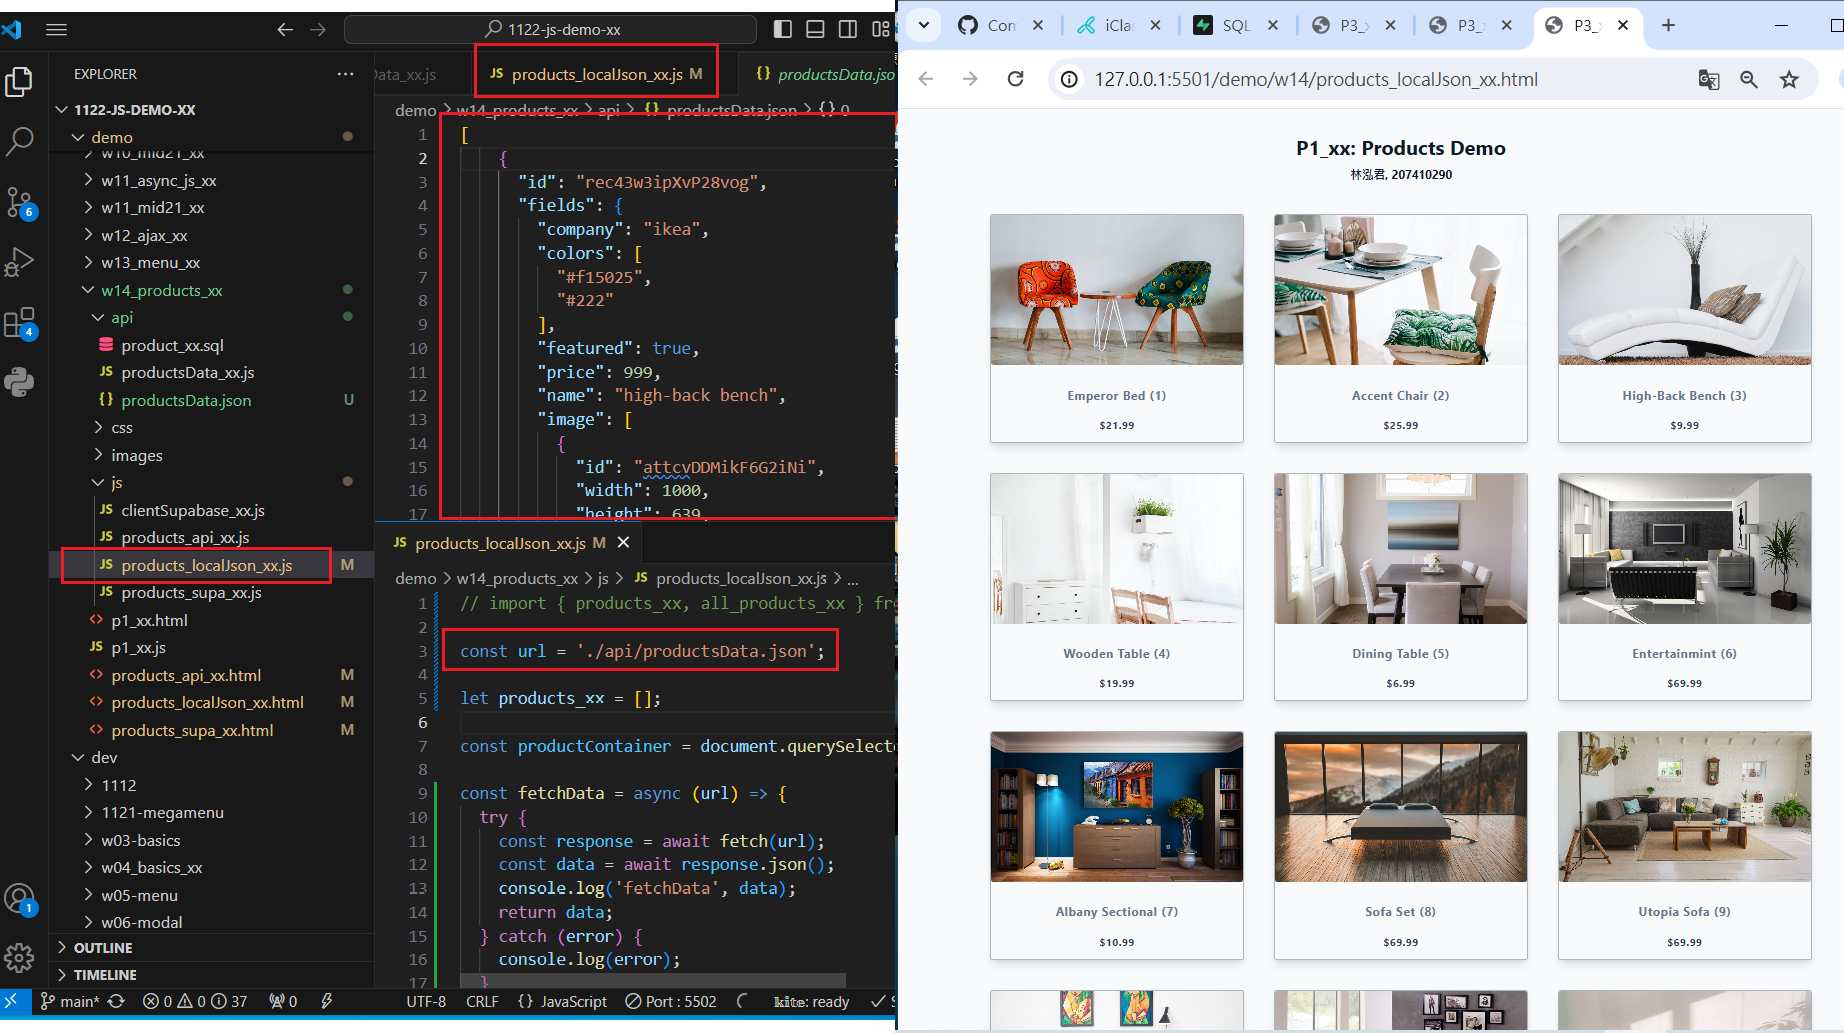 1122-js-demo-xx
EXPLORER
1122-JS-DEMO-XX
demo
w10_mid21_xx
w11_async_js_xx
w11_mid21_xx
w12_ajax_xx
w13_menu_xx
w14_products_xx
api
product_xx.sql
productsData_xx.js
productsData.json U
css
images
js
clientSupabase_xx.js
products_api_xx.js
products_localJson_xx.js M
products_supa_xx.js
p1_xx.html
p1_xx.js
products_api_xx.html M
products_localJson_xx.html M
products_supa_xx.html M
dev
1112
1121-megamenu
w03-basics
w04_basics_xx
w05-menu
w06-modal
OUTLINE
TIMELINE
6
4
1
Data_xx.js
JS products_localJson_xx.js M
{} productsData.jso
demo > w14_products_xx > api > {} productsData.json > {} 0
1 [
2 {
3 "id": "rec43w3ipXvP28vog",
4 "fields": {
5 "company": "ikea",
6 "colors": [
7 "#f15025",
8 "#222"
9 ],
10 "featured": true,
11 "price": 999,
12 "name": "high-back bench",
13 "image": [
14 {
15 "id": "attcvDDMikF6G2iNi",
16 "width": 1000,
17 "height": 639,
JS products_localJson_xx.js M
demo > w14_products_xx > js > JS products_localJson_xx.js > ...
1 // import { products_xx, all_products_xx } fr
2
3 const url = './api/productsData.json';
4
5 let products_xx = [];
6
7 const productContainer = document.querySelect
8
9 const fetchData = async (url) => {
10 try {
11 const response = await fetch(url);
12 const data = await response.json();
13 console.log('fetchData', data);
14 return data;
15 } catch (error) {
16 console.log(error);
17 }
main* 0 0 37 0 UTF-8 CRLF {} JavaScript Port : 5502 kite: ready
Con
iCla
SQL
P3_
P3_
P3_
127.0.0.1:5501/demo/w14/products_localJson_xx.html
P1_xx: Products Demo
林泓君, 207410290
Emperor Bed (1)
$21.99
Accent Chair (2)
$25.99
High-Back Bench (3)
$9.99
Wooden Table (4)
$19.99
Dining Table (5)
$6.99
Entertainmint (6)
$69.99
Albany Sectional (7)
$10.99
Sofa Set (8)
$69.99
Utopia Sofa (9)
$69.99